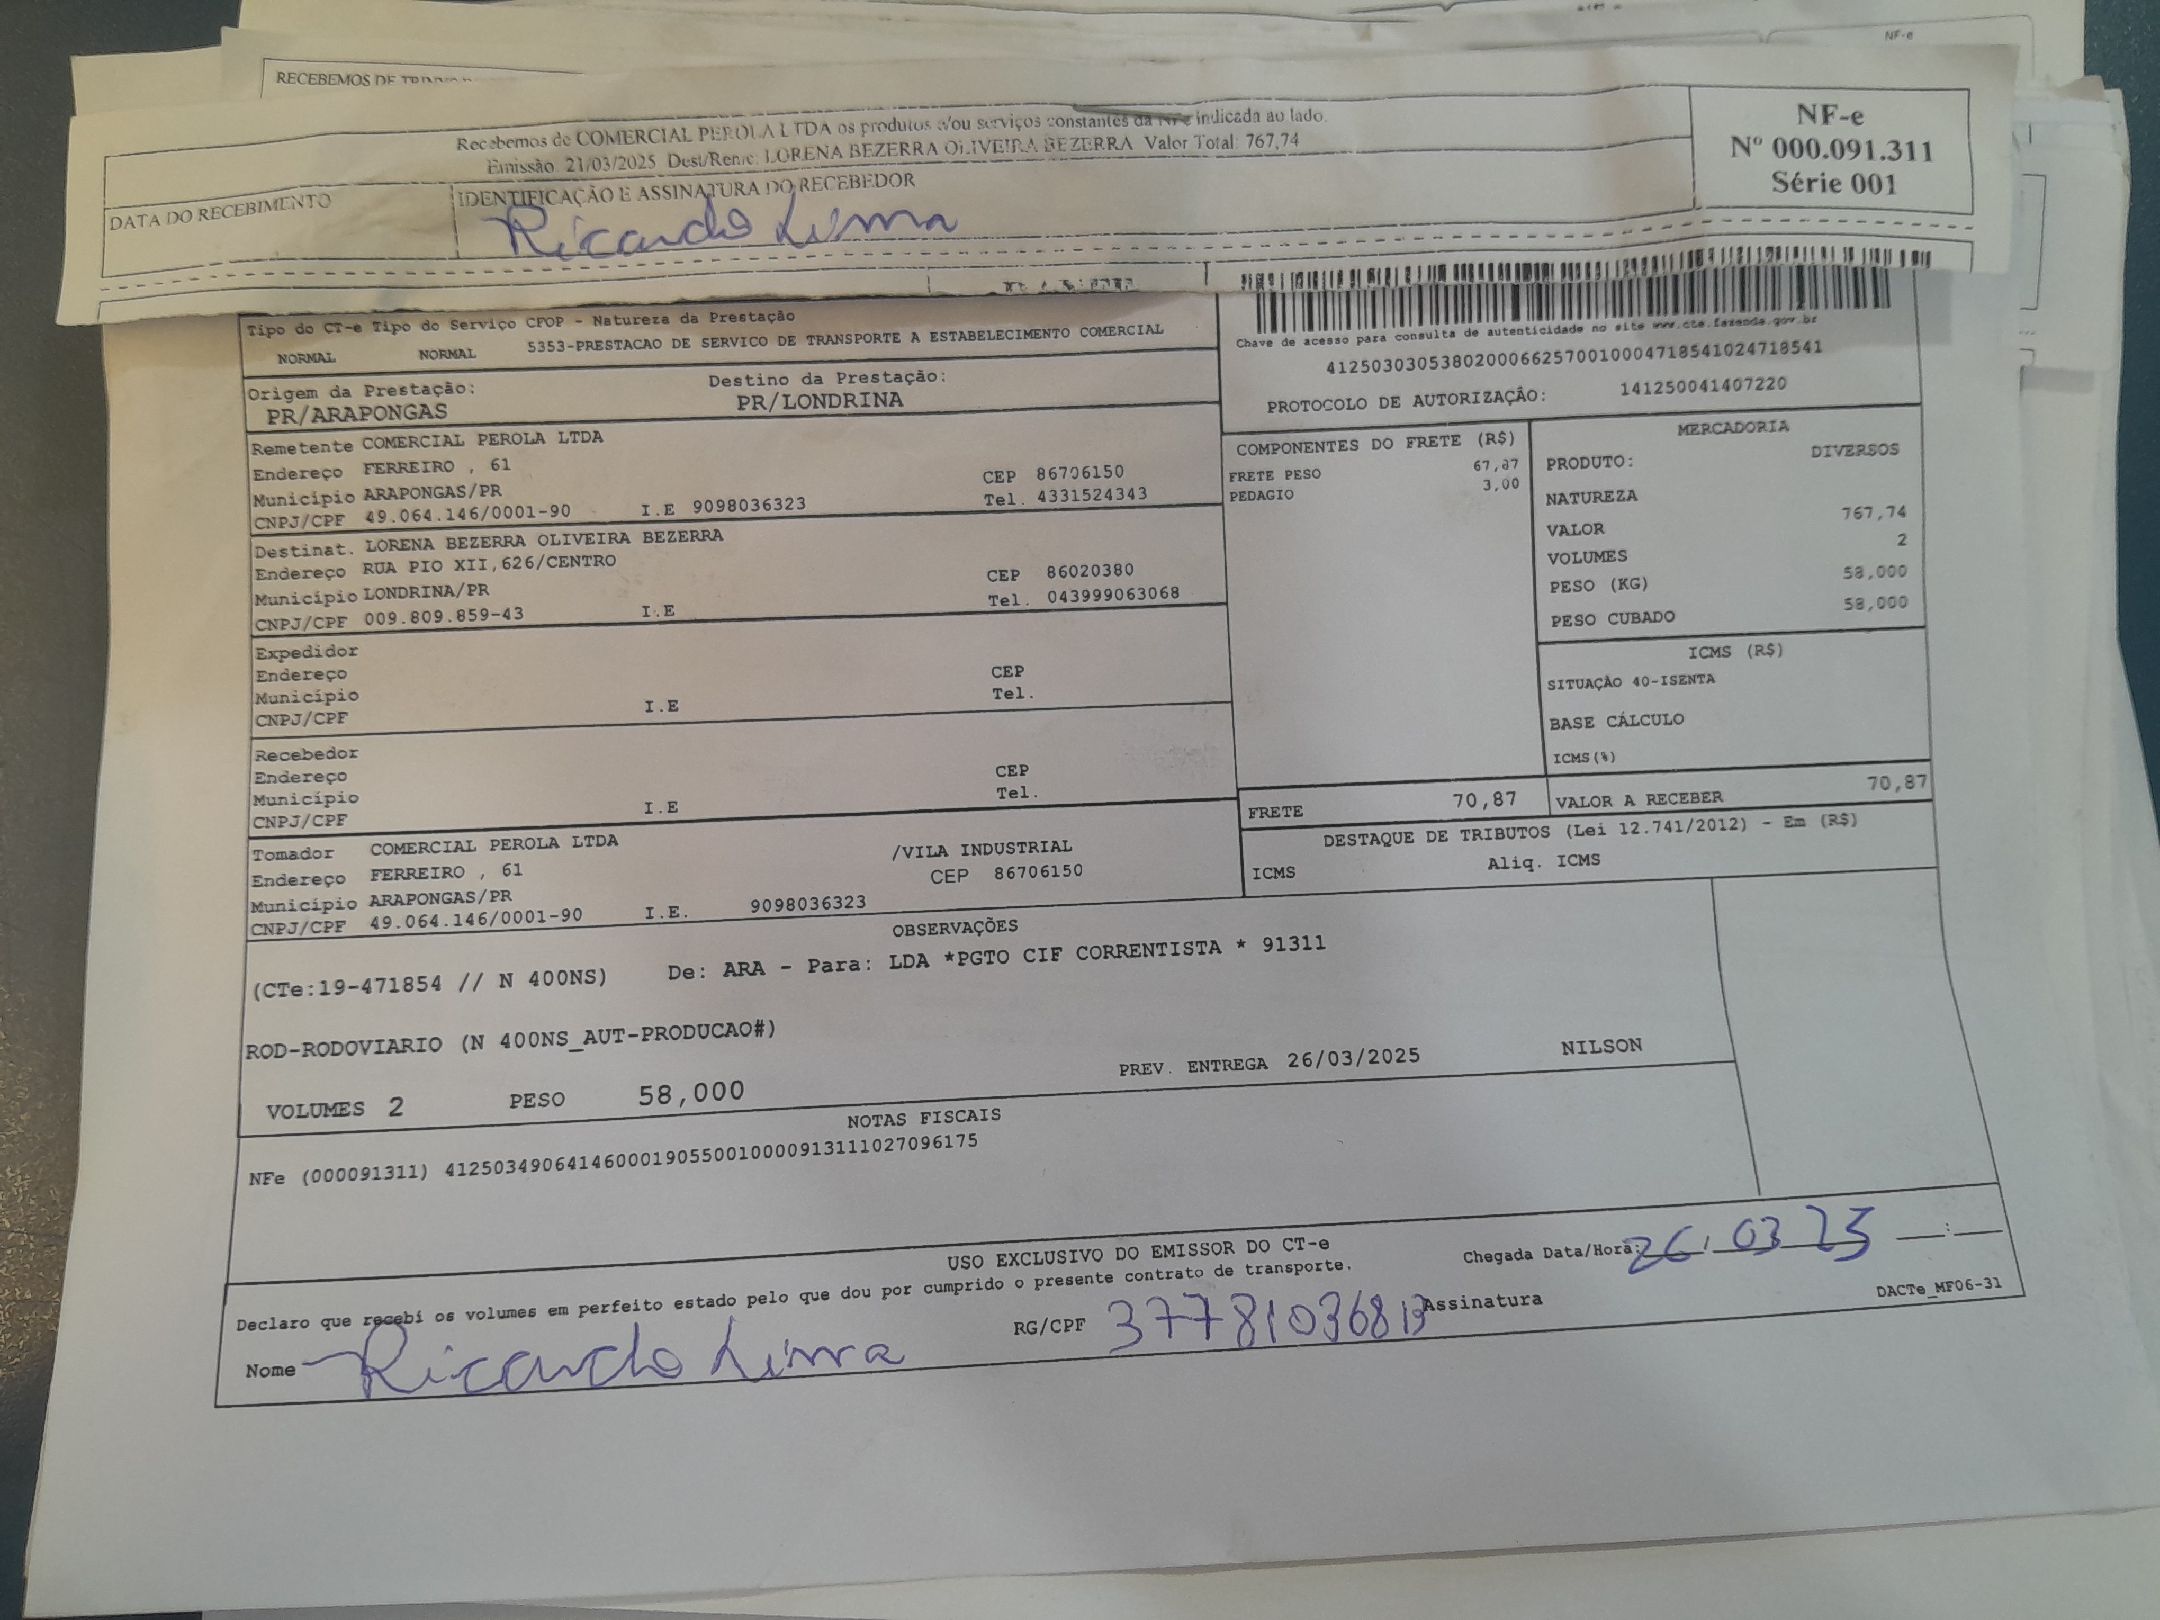 NF-e
RECEBEMOS DE
Recebemos de COMERCIAL PEROLA LTDA os produtos e/ou serviços constantes da NF-e indicada ao lado.
Emissão: 21/03/2025 Dest/Reme: LORENA BEZERRA OLIVEIRA BEZERRA Valor Total: 767,74
NF-e
Nº 000.091.311
Série 001
DATA DO RECEBIMENTO
IDENTIFICAÇÃO E ASSINATURA DO RECEBEDOR
Ricardo Lima
Tipo do CT-e Tipo do Serviço CFOP - Natureza da Prestação
NORMAL NORMAL 5353-PRESTACAO DE SERVICO DE TRANSPORTE A ESTABELECIMENTO COMERCIAL
Chave de acesso para consulta de autenticidade no site www.cte.fazenda.gov.br
41250303053802000662570010004718541024718541
PROTOCOLO DE AUTORIZAÇÃO: 141250041407220
Origem da Prestação: Destino da Prestação:
PR/ARAPONGAS PR/LONDRINA
Remetente COMERCIAL PEROLA LTDA
Endereço FERREIRO , 61 CEP 86706150
Município ARAPONGAS/PR Tel. 4331524343
CNPJ/CPF 49.064.146/0001-90 I.E 9098036323
Destinat. LORENA BEZERRA OLIVEIRA BEZERRA
Endereço RUA PIO XII,626/CENTRO CEP 86020380
Município LONDRINA/PR Tel. 043999063068
CNPJ/CPF 009.809.859-43 I.E
Expedidor
Endereço CEP
Município Tel.
CNPJ/CPF I.E
Recebedor
Endereço CEP
Município Tel.
CNPJ/CPF I.E
Tomador COMERCIAL PEROLA LTDA /VILA INDUSTRIAL
Endereço FERREIRO , 61 CEP 86706150
Município ARAPONGAS/PR
CNPJ/CPF 49.064.146/0001-90 I.E. 9098036323
COMPONENTES DO FRETE (R$)
FRETE PESO 67,87
PEDAGIO 3,00
MERCADORIA
PRODUTO: DIVERSOS
NATUREZA
VALOR 767,74
VOLUMES 2
PESO (KG) 58,000
PESO CUBADO 58,000
ICMS (R$)
SITUAÇÃO 40-ISENTA
BASE CÁLCULO
ICMS(%)
FRETE 70,87 VALOR A RECEBER 70,87
DESTAQUE DE TRIBUTOS (Lei 12.741/2012) - Em (R$)
ICMS Aliq. ICMS
OBSERVAÇÕES
(CTe:19-471854 // N 400NS) De: ARA - Para: LDA *PGTO CIF CORRENTISTA * 91311
ROD-RODOVIARIO (N 400NS_AUT-PRODUCAO#)
VOLUMES 2 PESO 58,000 PREV. ENTREGA 26/03/2025 NILSON
NOTAS FISCAIS
NFe (000091311) 41250349064146000190550010000913111027096175
USO EXCLUSIVO DO EMISSOR DO CT-e
Declaro que recebi os volumes em perfeito estado pelo que dou por cumprido o presente contrato de transporte.
Chegada Data/Hora: 26/03 25 __:__
Nome Ricardo Lima RG/CPF 37781036813 Assinatura
DACTe_MF06-31